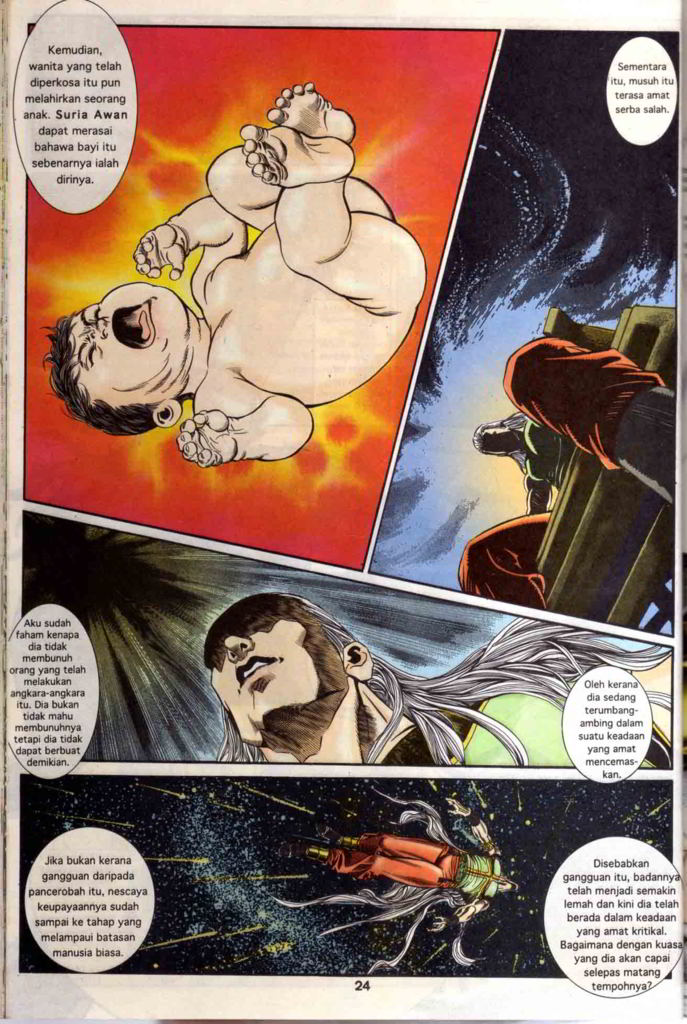 Kemudian,
wanita yang telah
diperkosa itu pun
melahirkan seorang
anak. Suria Awan
dapat merasai
bahawa bayi itu
sebenarnya ialah
dirinya.
Sementara
itu, musuh itu
terasa amat
serba salah.
Aku sudah
faham kenapa
dia tidak
membunuh
orang yang telah
melakukan
angkara-angkara
itu. Dia bukan
tidak mahu
membunuhnya
tetapi dia tidak
dapat berbuat
demikian.
Oleh kerana
dia sedang
terumbang-
ambing dalam
suatu keadaan
yang amat
mencemas-
kan.
Jika bukan kerana
gangguan daripada
pancerobah itu, nescaya
keupayaannya sudah
sampai ke tahap yang
melampaui batasan
manusia biasa.
Disebabkan
gangguan itu, badannya
telah menjadi semakin
lemah dan kini dia telah
berada dalam keadaan
yang amat kritikal.
Bagaimana dengan kuasa
yang dia akan capai
selepas matang
tempohnya?
24